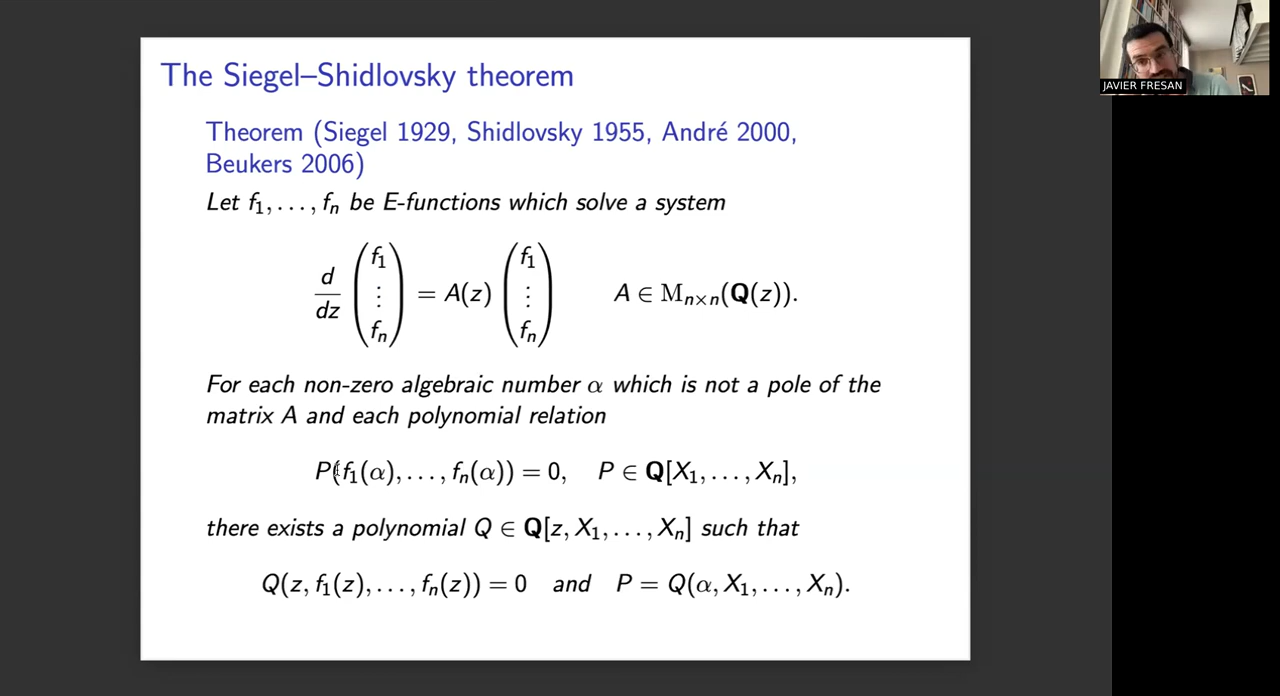 The Siegel–Shidlovsky theorem
Theorem (Siegel 1929, Shidlovsky 1955, André 2000,
Beukers 2006)
Let f₁, . . . , fₙ be E-functions which solve a system
d/dz (f₁ ⋮ fₙ) = A(z) (f₁ ⋮ fₙ) A ∈ Mₙₓₙ(Q(z)).
For each non-zero algebraic number α which is not a pole of the
matrix A and each polynomial relation
P(f₁(α), . . . , fₙ(α)) = 0, P ∈ Q[X₁, . . . , Xₙ],
there exists a polynomial Q ∈ Q[z, X₁, . . . , Xₙ] such that
Q(z, f₁(z), . . . , fₙ(z)) = 0 and P = Q(α, X₁, . . . , Xₙ).
JAVIER FRESAN